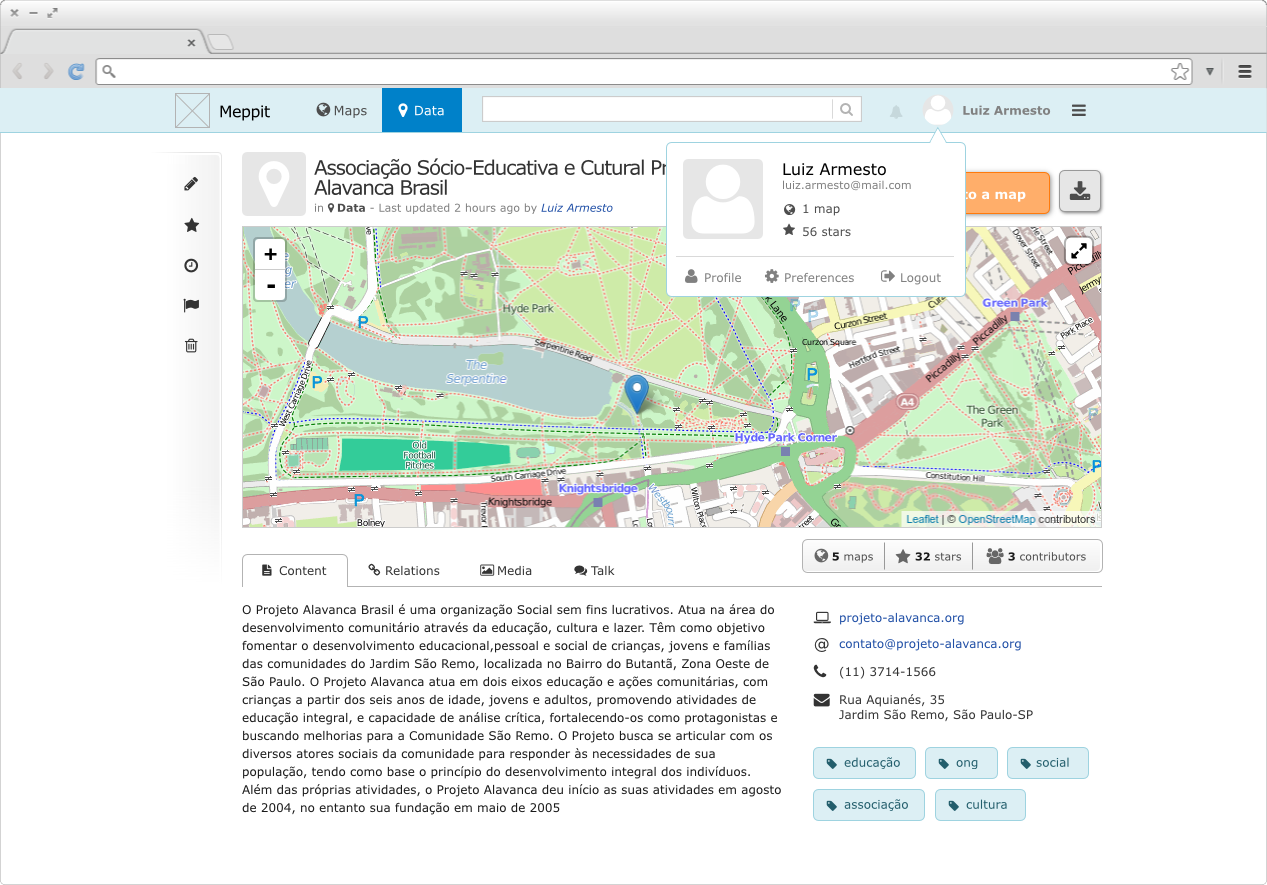 Meppit
Maps
Data
Luiz Armesto
Associação Sócio-Educativa e Cutural Pr
Alavanca Brasil
in Data - Last updated 2 hours ago by Luiz Armesto
to a map
Luiz Armesto
luiz.armesto@mail.com
1 map
56 stars
Profile
Preferences
Logout
+
-
Hyde Park
Serpentine Road
The
Serpentine
West Carriage Drive
Old
Football
Pitches
South Carriage Drive
Knightsbridge
Knightsbridge
Bolney
Hyde Park Corner
Curzon Street
Curzon Square
Hertford Street
Dover Street
Green Park
Piccadilly
Piccadilly
Park Place
A4
The Green
Park
Constitution Hill
P
P
P
P
P
P
P
Leaflet | © OpenStreetMap contributors
5 maps
32 stars
3 contributors
Content
Relations
Media
Talk
O Projeto Alavanca Brasil é uma organização Social sem fins lucrativos. Atua na área do
desenvolvimento comunitário através da educação, cultura e lazer. Têm como objetivo
fomentar o desenvolvimento educacional,pessoal e social de crianças, jovens e famílias
das comunidades do Jardim São Remo, localizada no Bairro do Butantã, Zona Oeste de
São Paulo. O Projeto Alavanca atua em dois eixos educação e ações comunitárias, com
crianças a partir dos seis anos de idade, jovens e adultos, promovendo atividades de
educação integral, e capacidade de análise crítica, fortalecendo-os como protagonistas e
buscando melhorias para a Comunidade São Remo. O Projeto busca se articular com os
diversos atores sociais da comunidade para responder às necessidades de sua
população, tendo como base o princípio do desenvolvimento integral dos indivíduos.
Além das próprias atividades, o Projeto Alavanca deu início as suas atividades em agosto
de 2004, no entanto sua fundação em maio de 2005
projeto-alavanca.org
@ contato@projeto-alavanca.org
(11) 3714-1566
Rua Aquianés, 35
Jardim São Remo, São Paulo-SP
educação
ong
social
associação
cultura